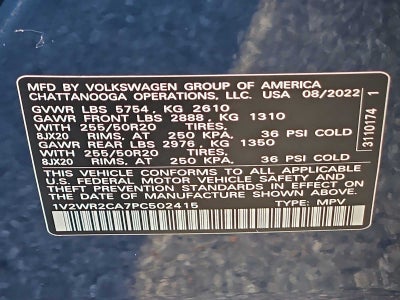 MFD BY VOLKSWAGEN GROUP OF AMERICA
CHATTANOOGA OPERATIONS, LLC. USA 08/2022
GVWR LBS 5754, KG 2610
GAWR FRONT LBS 2888, KG 1310
WITH 255/50R20 TIRES,
8JX20 RIMS, AT 250 KPA, 36 PSI COLD
GAWR REAR LBS 2976, KG 1350
WITH 255/50R20 TIRES,
8JX20 RIMS, AT 250 KPA, 36 PSI COLD
THIS VEHICLE CONFORMS TO ALL APPLICABLE
U.S. FEDERAL MOTOR VEHICLE SAFETY AND
THEFT PREVENTION STANDARDS IN EFFECT ON
THE DATE OF MANUFACTURE SHOWN ABOVE.
1V2WR2CA7PC502415 TYPE: MPV
31110174 1